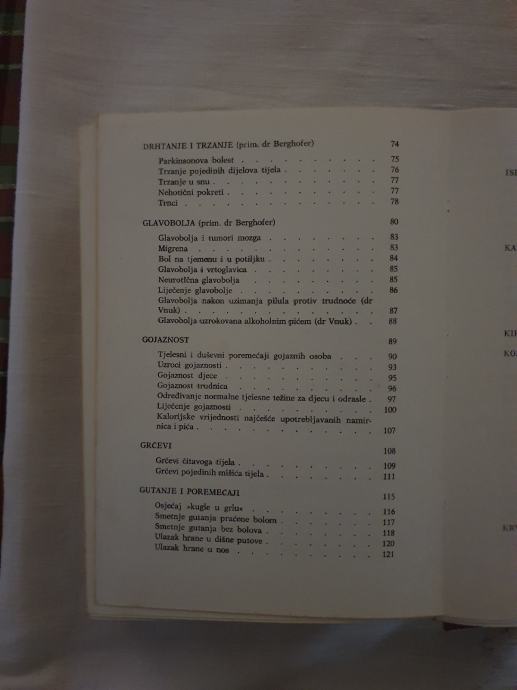 DRHTANJE I TRZANJE (prim. dr Berghofer) 74
Parkinsonova bolest . . . . . . . . . 75
Trzanje pojedinih dijelova tijela . . . . . . . 76
Trzanje u snu . . . . . . . . . . . 77
Nehotični pokreti . . . . . . . . . . 77
Trnci . . . . . . . . . . . . . 78
GLAVOBOLJA (prim. dr Berghofer) 80
Glavobolja i tumori mozga . . . . . . . . 83
Migrena . . . . . . . . . . . . 83
Bol na tjemenu i u potiljku . . . . . . . . 84
Glavobolja i vrtoglavica . . . . . . . . . 85
Neurotična glavobolja . . . . . . . . . 85
Liječenje glavobolje . . . . . . . . . . 86
Glavobolja nakon uzimanja pilula protiv trudnoće (dr
Vnuk) . . . . . . . . . . . . . 87
Glavobolja uzrokovana alkoholnim pićem (dr Vnuk) . . 88
GOJAZNOST 89
Tjelesni i duševni poremećaji gojaznih osoba . . . 90
Uzroci gojaznosti . . . . . . . . . . . 93
Gojaznost djece . . . . . . . . . . . 95
Gojaznost trudnica . . . . . . . . . . 96
Određivanje normalne tjelesne težine za djecu i odrasle . 97
Liječenje gojaznosti . . . . . . . . . . 100
Kalorijske vrijednosti najčešće upotrebljavanih namir-
nica i pića . . . . . . . . . . . . 107
GRČEVI 108
Grčevi čitavoga tijela . . . . . . . . . . 109
Grčevi pojedinih mišića tijela . . . . . . . . 111
GUTANJE I POREMEĆAJI 115
Osjećaj »kugle u grlu« . . . . . . . . . 116
Smetnje gutanja praćene bolom . . . . . . . 117
Smetnje gutanja bez bolova . . . . . . . . 118
Ulazak hrane u dišne putove . . . . . . . . 120
Ulazak hrane u nos . . . . . . . . . . 121